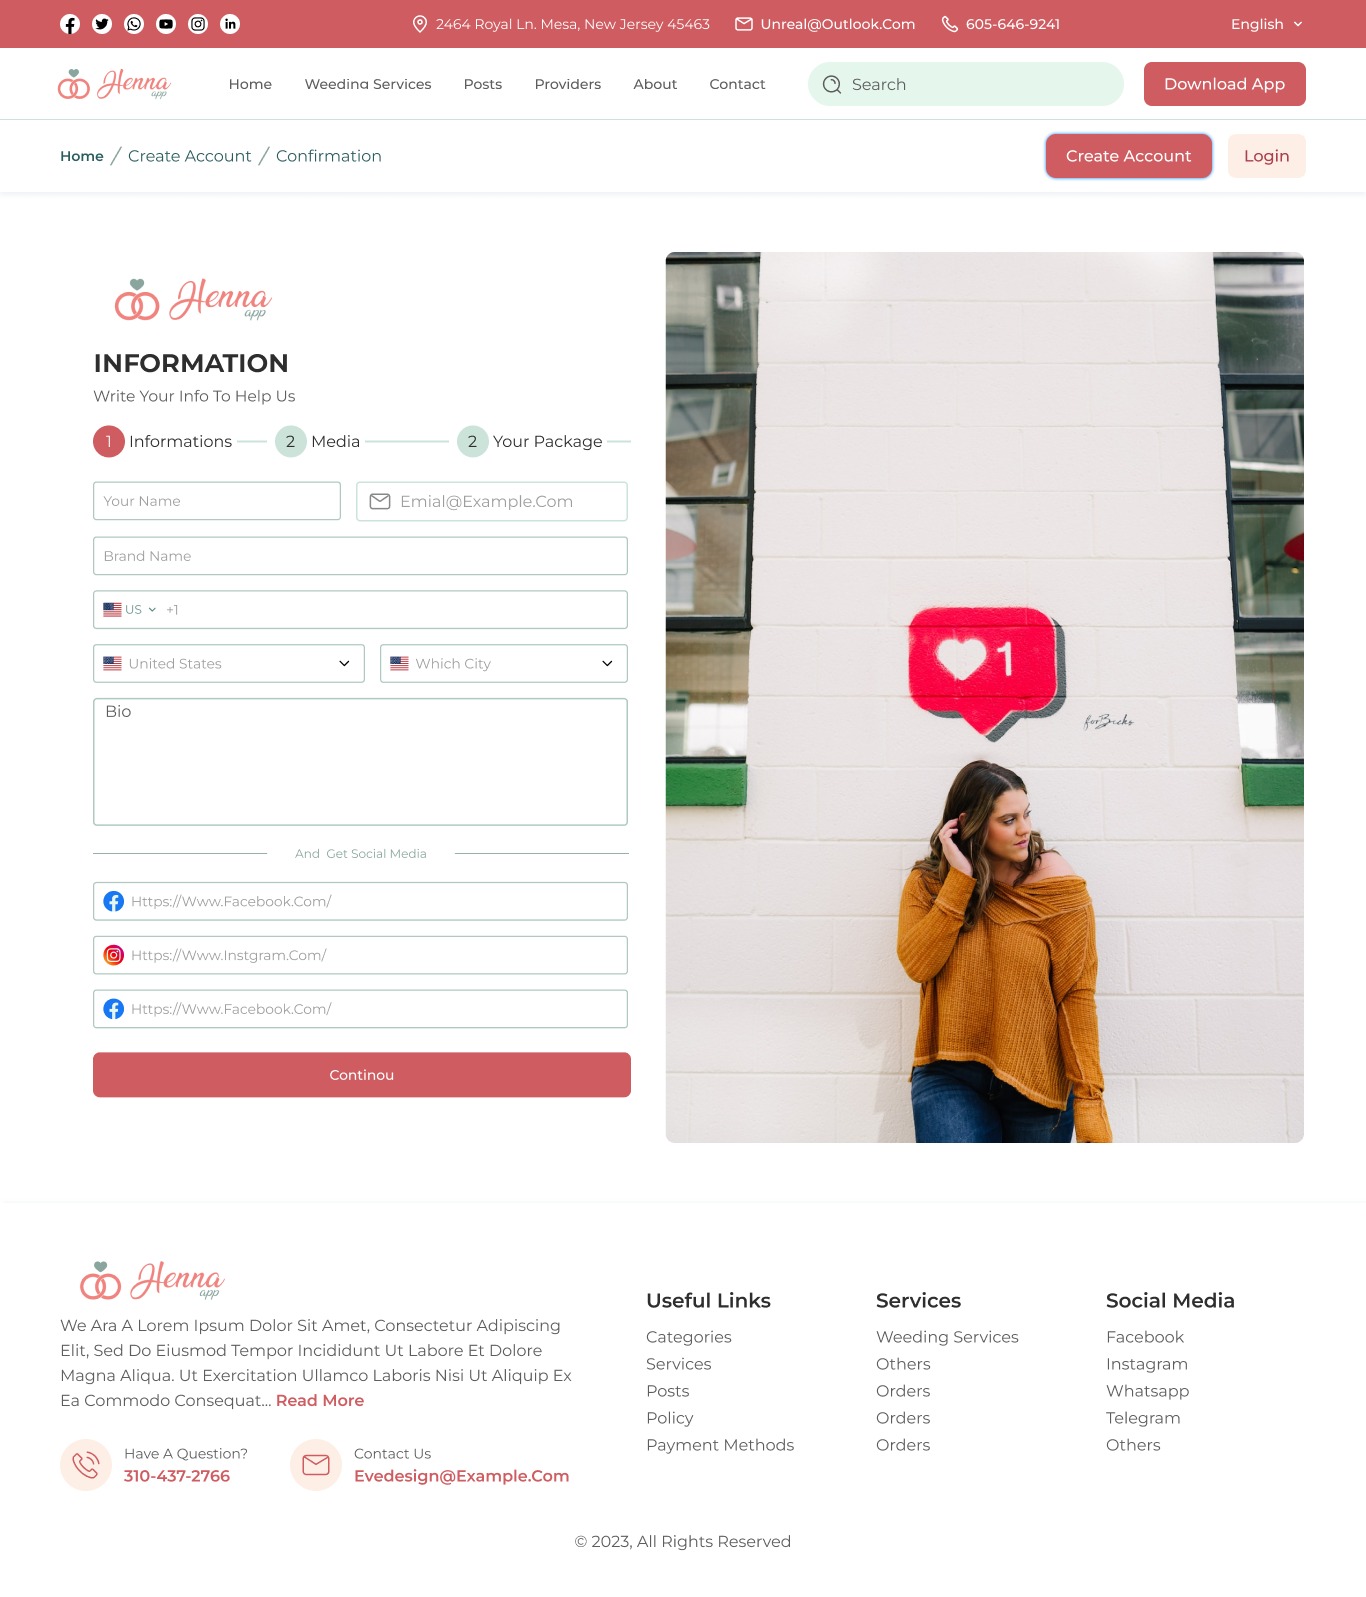 2464 Royal Ln. Mesa, New Jersey 45463
Unreal@Outlook.Com
605-646-9241
English
Henna
app
Home
Weeding Services
Posts
Providers
About
Contact
Search
Download App
Home / Create Account / Confirmation
Create Account
Login
Henna
app
INFORMATION
Write Your Info To Help Us
1 Informations
2 Media
2 Your Package
Your Name
Emial@Example.Com
Brand Name
US +1
United States
Which City
Bio
And Get Social Media
Https://Www.Facebook.Com/
Https://Www.Instgram.Com/
Https://Www.Facebook.Com/
Continou
1
Henna
app
We Ara A Lorem Ipsum Dolor Sit Amet, Consectetur Adipiscing
Elit, Sed Do Eiusmod Tempor Incididunt Ut Labore Et Dolore
Magna Aliqua. Ut Exercitation Ullamco Laboris Nisi Ut Aliquip Ex
Ea Commodo Consequat... Read More
Have A Question?
310-437-2766
Contact Us
Evedesign@Example.Com
Useful Links
Categories
Services
Posts
Policy
Payment Methods
Services
Weeding Services
Others
Orders
Orders
Orders
Social Media
Facebook
Instagram
Whatsapp
Telegram
Others
© 2023, All Rights Reserved